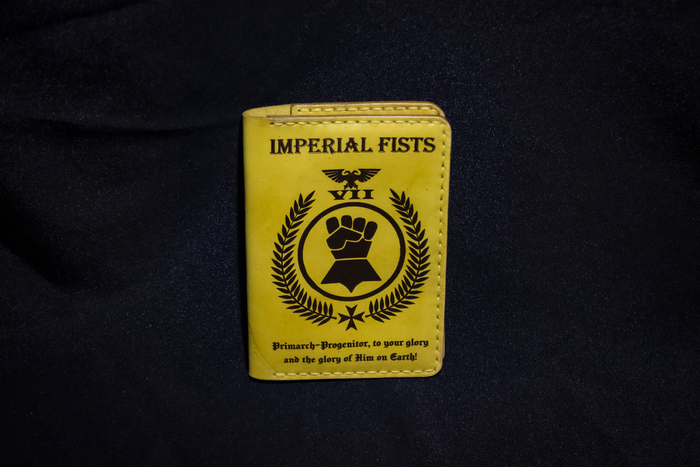 IMPERIAL FISTS
VII
Primarch-Progenitor, to your glory
and the glory of Him on Earth!